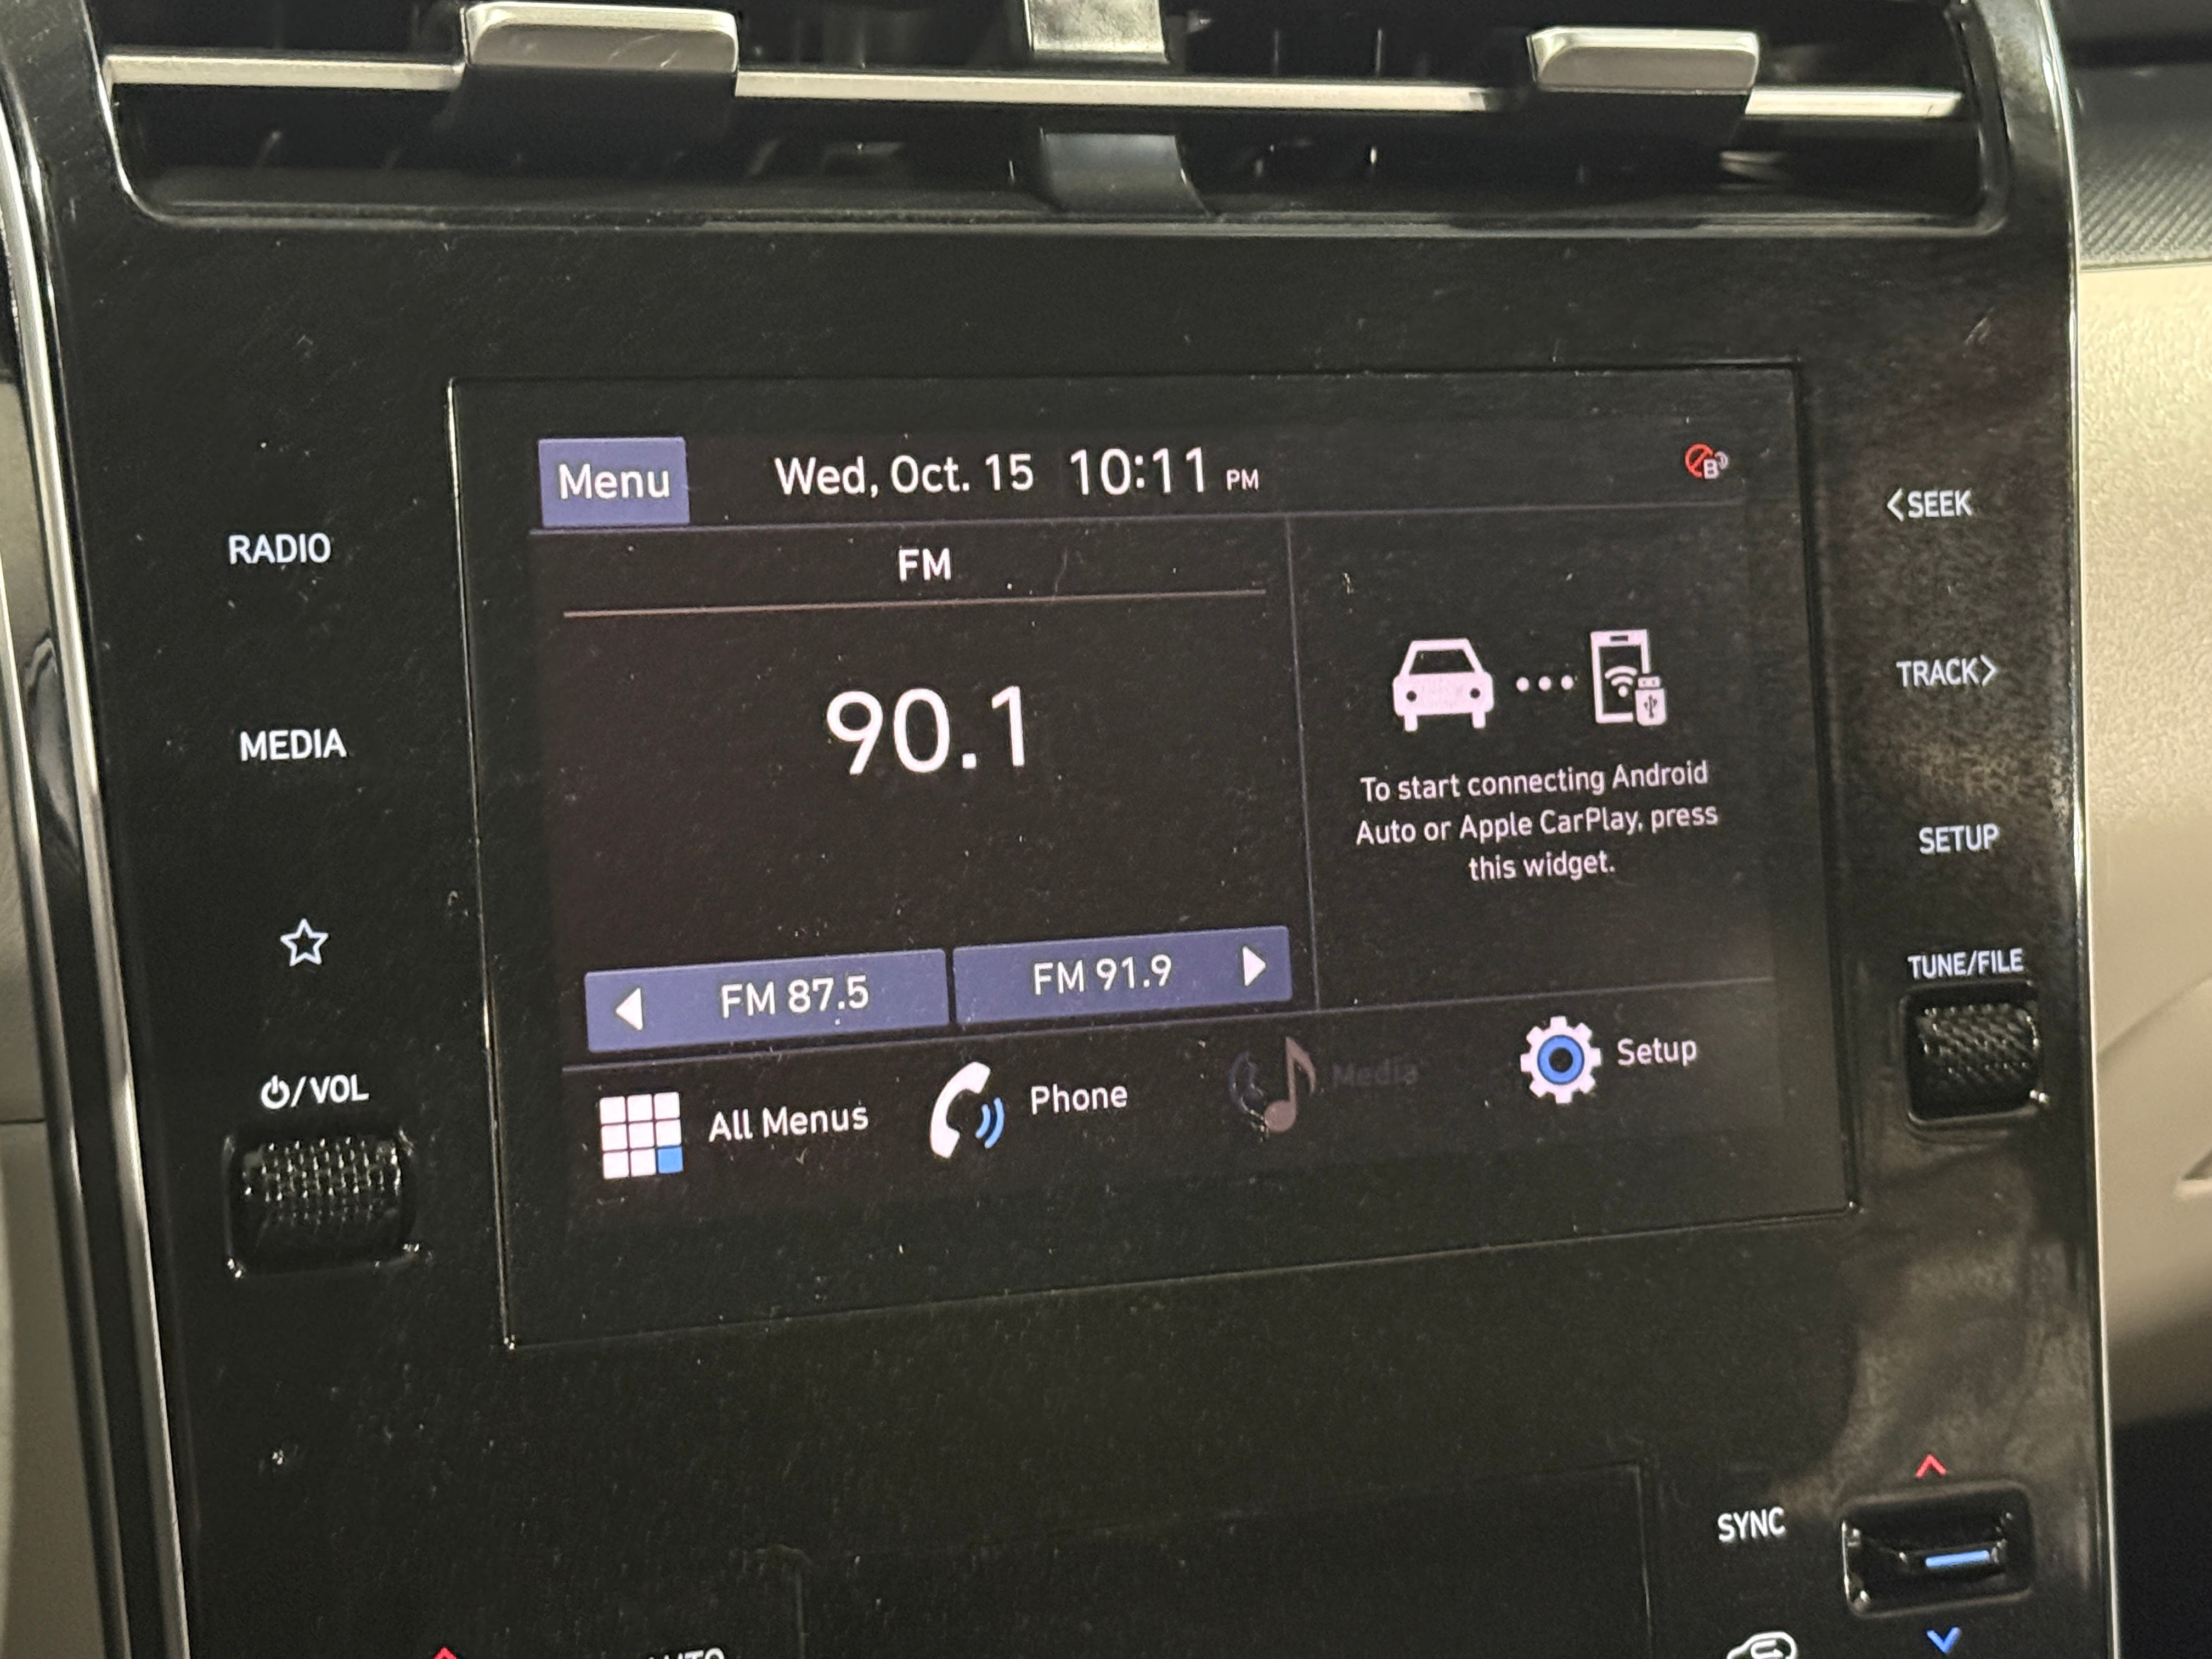 RADIO
MEDIA
/VOL
Menu
Wed, Oct. 15 10:11 PM
B
FM
90.1
FM 87.5
FM 91.9
To start connecting Android
Auto or Apple CarPlay, press
this widget.
All Menus
Phone
Media
Setup
<SEEK
TRACK>
SETUP
TUNE/FILE
SYNC
AUTO